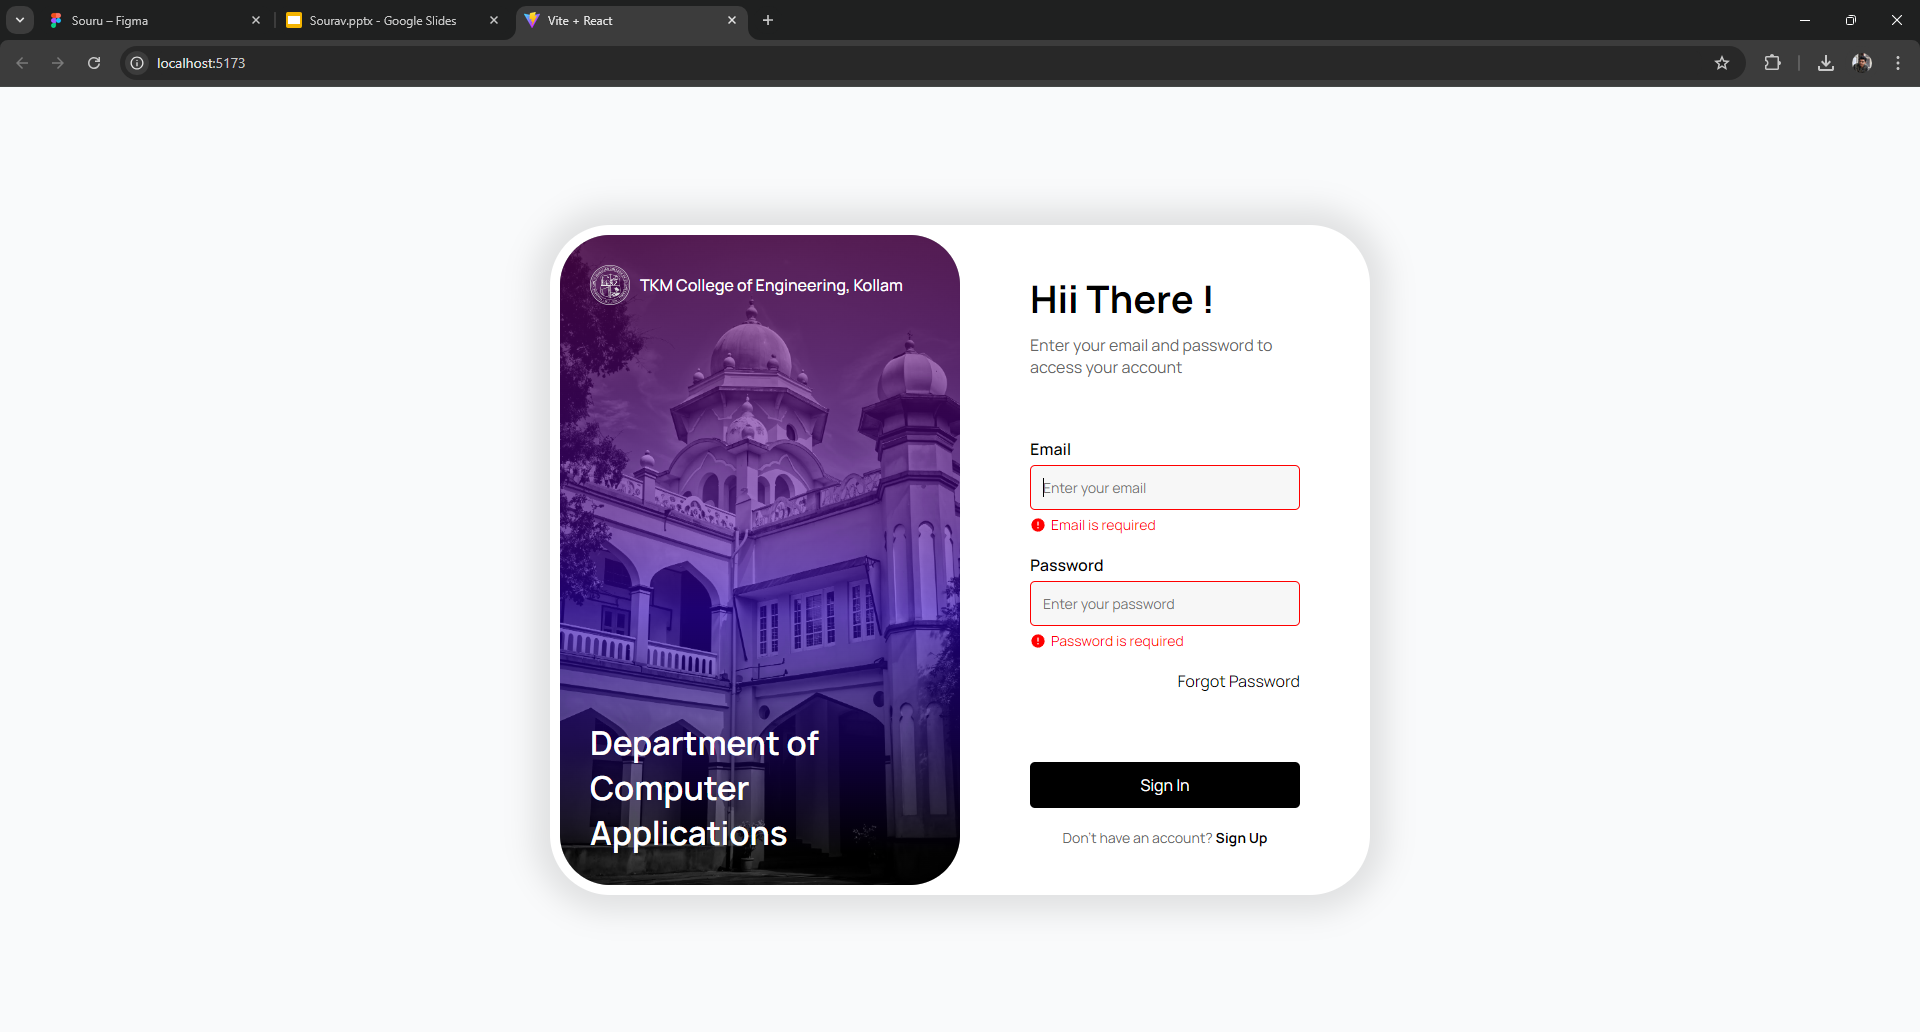 Souru – Figma
Sourav.pptx - Google Slides
Vite + React
localhost:5173
TKM College of Engineering, Kollam
Department of
Computer
Applications
Hii There !
Enter your email and password to
access your account
Email
Enter your email
Email is required
Password
Enter your password
Password is required
Forgot Password
Sign In
Don't have an account? Sign Up